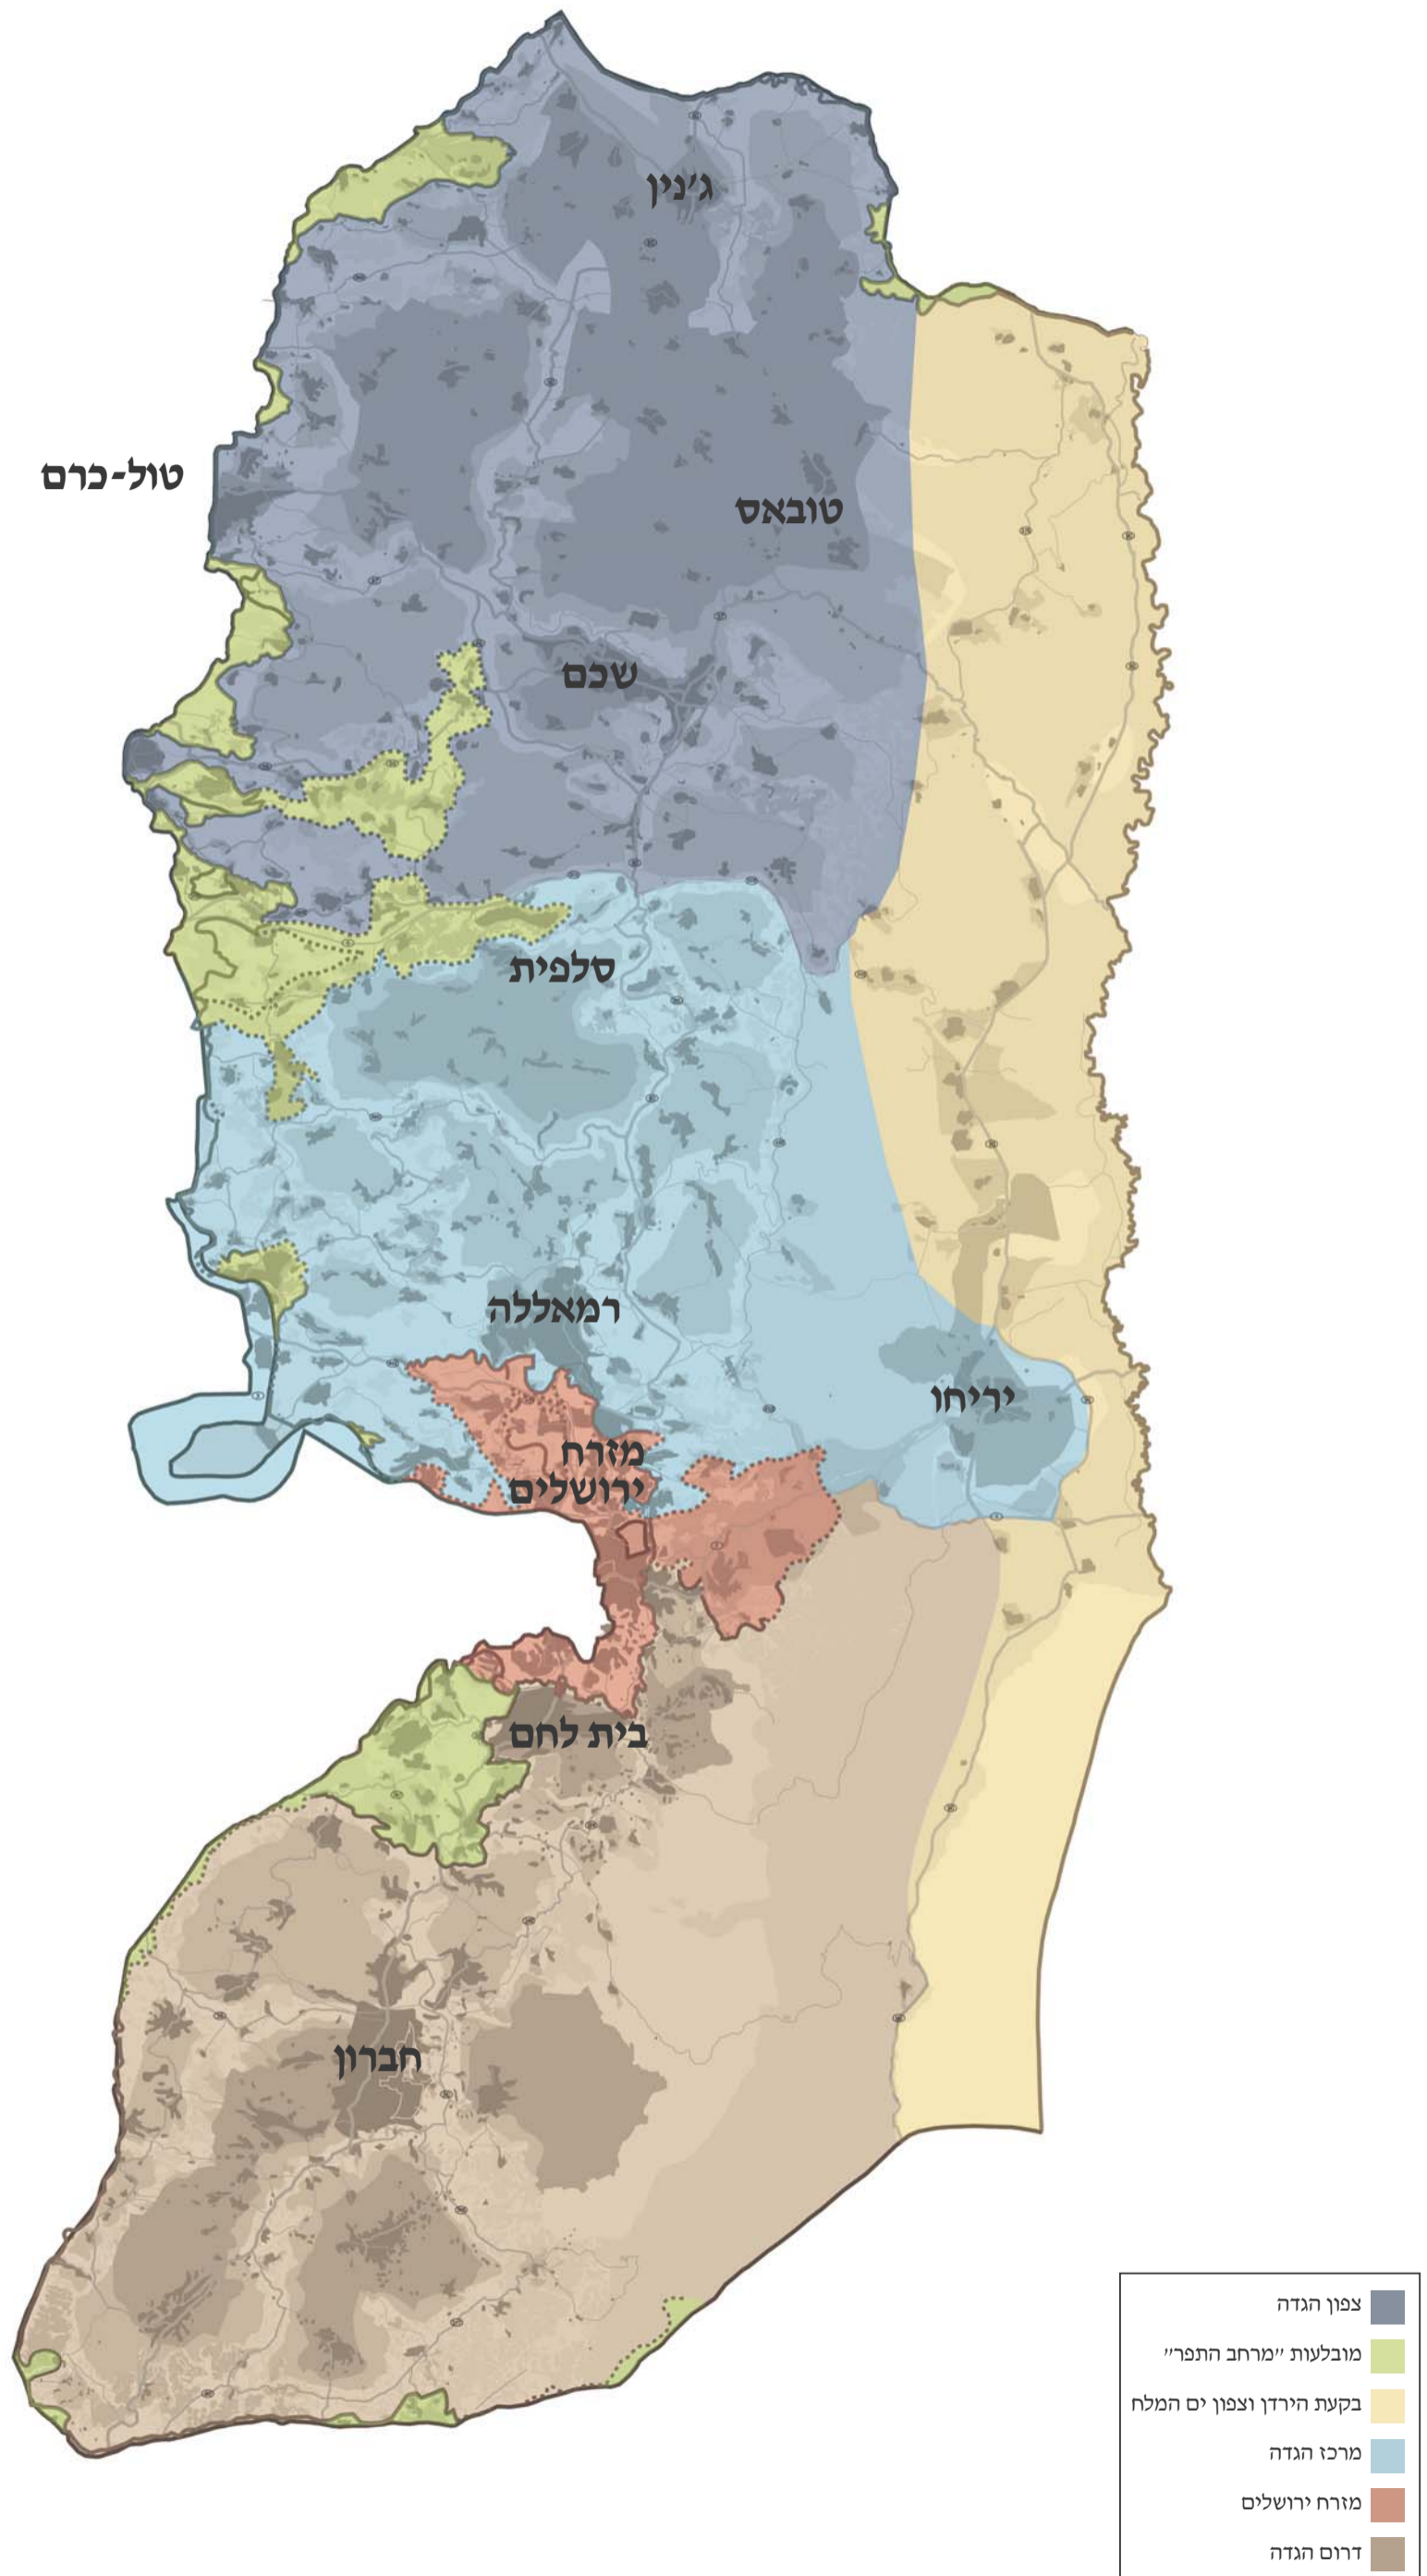 ג'נין
טול-כרם
טובאס
שכם
סלפית
רמאללה
יריחו
מזרח
ירושלים
בית לחם
חברון
צפון הגדה
מובלעות "מרחב התפר"
בקעת הירדן וצפון ים המלח
מרכז הגדה
מזרח ירושלים
דרום הגדה